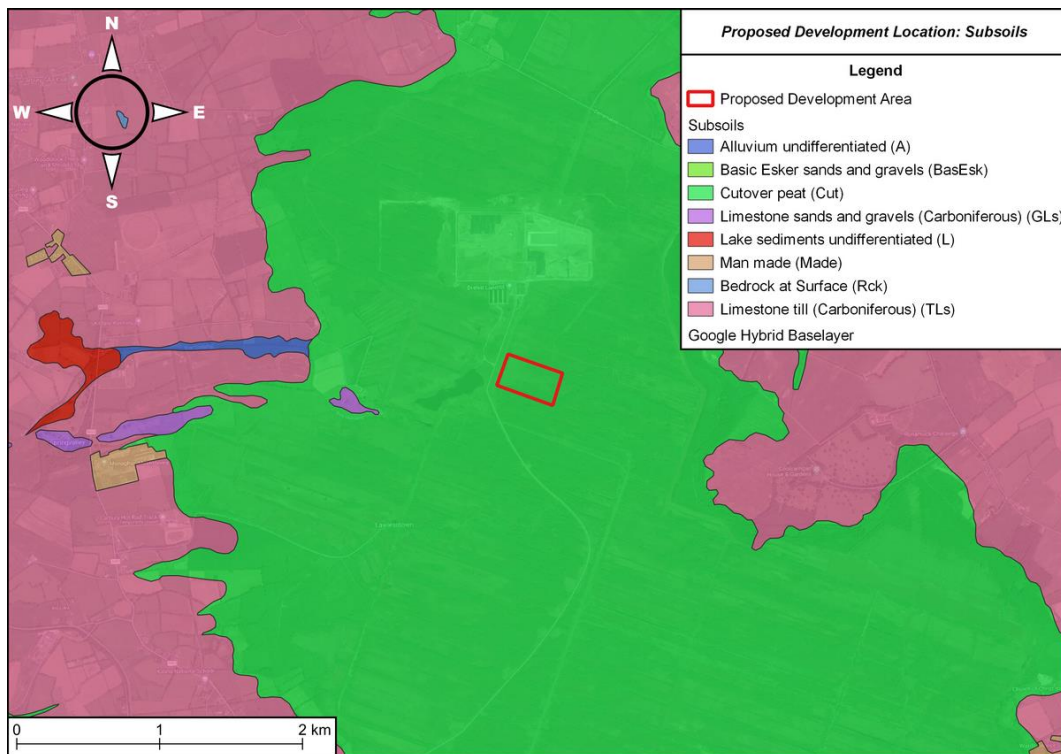 Proposed Development Location: Subsoils
Legend
Proposed Development Area
Subsoils
Alluvium undifferentiated (A)
Basic Esker sands and gravels (BasEsk)
Cutover peat (Cut)
Limestone sands and gravels (Carboniferous) (GLs)
Lake sediments undifferentiated (L)
Man made (Made)
Bedrock at Surface (Rck)
Limestone till (Carboniferous) (TLs)
Google Hybrid Baselayer
N
W
E
S
0
1
2 km